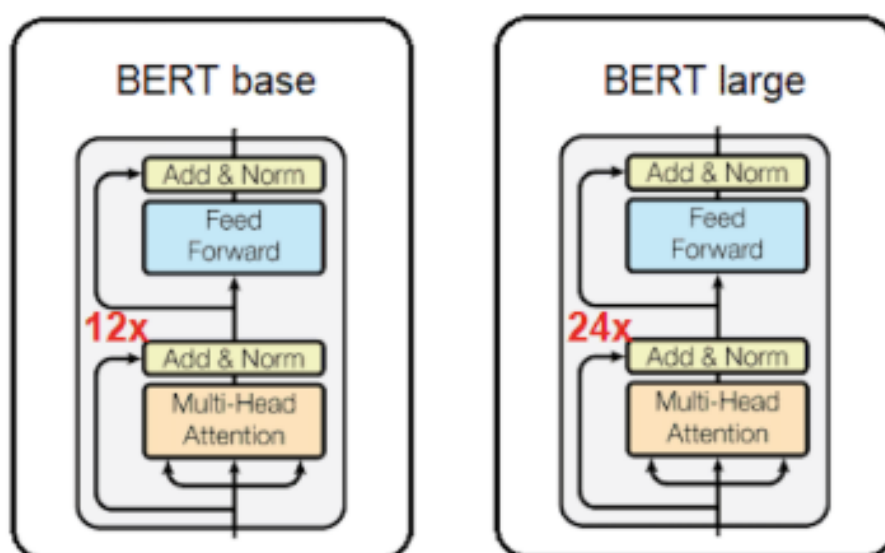 BERT base
Add & Norm
Feed
Forward
12x
Add & Norm
Multi-Head
Attention
BERT large
Add & Norm
Feed
Forward
24x
Add & Norm
Multi-Head
Attention